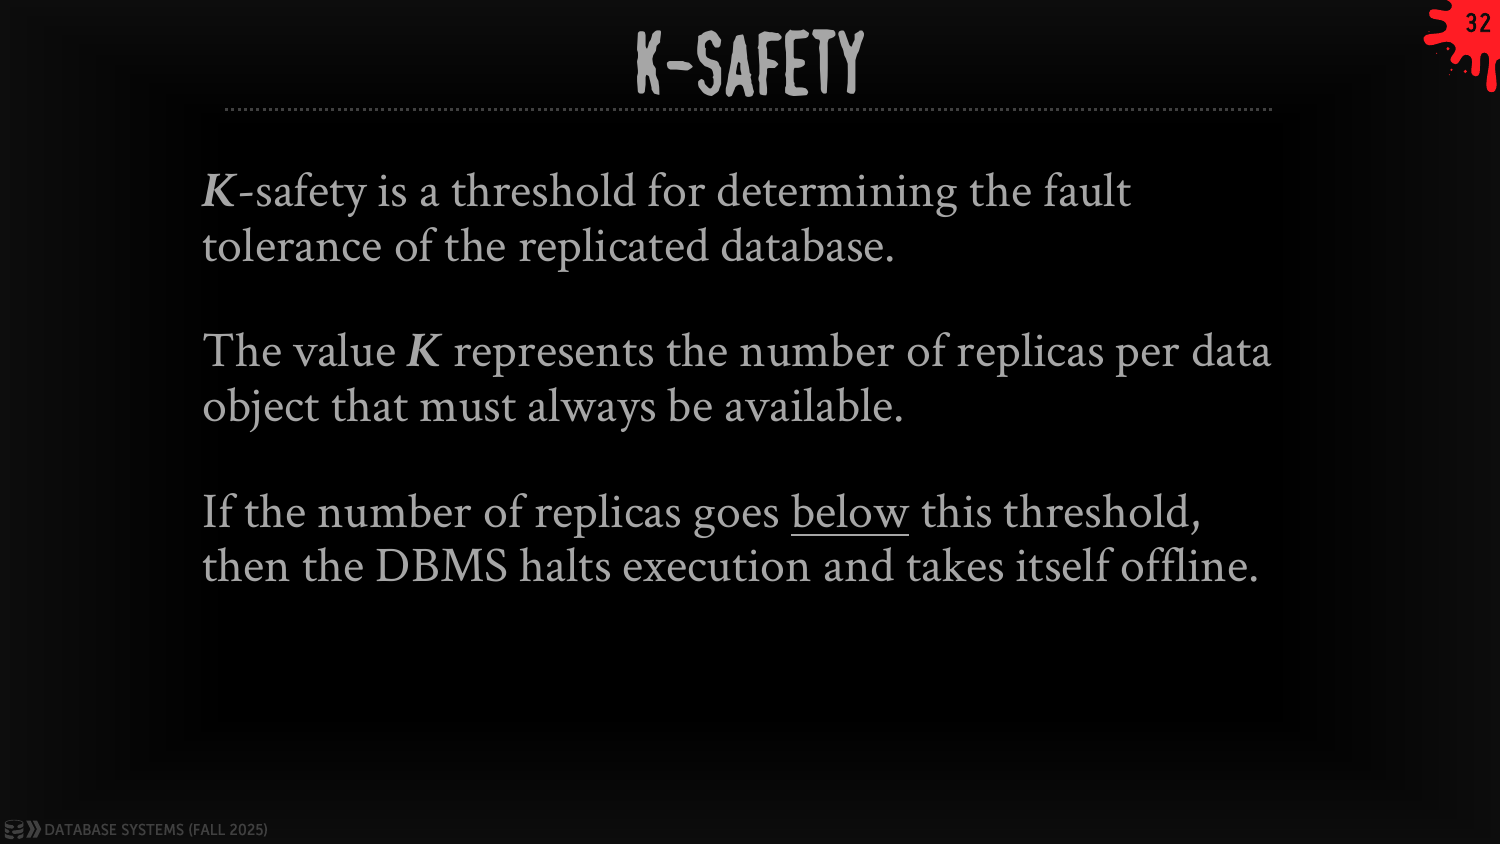 32
K-SAFETY
K-safety is a threshold for determining the fault
tolerance of the replicated database.
The value K represents the number of replicas per data
object that must always be available.
If the number of replicas goes below this threshold,
then the DBMS halts execution and takes itself offline.
DATABASE SYSTEMS (FALL 2025)